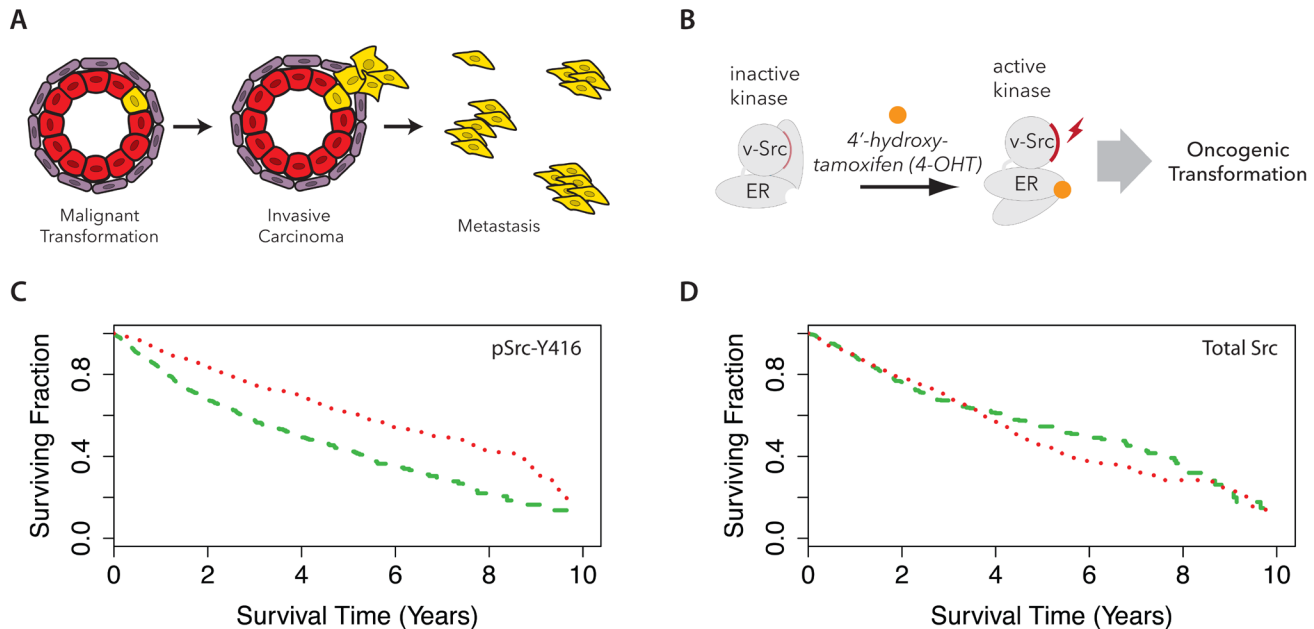 A
Malignant
Transformation
Invasive
Carcinoma
Metastasis
B
inactive
kinase
v-Src
ER
4′-hydroxy-
tamoxifen (4-OHT)
active
kinase
v-Src
ER
Oncogenic
Transformation
C
pSrc-Y416
Surviving Fraction
0.0
0.4
0.8
0
2
4
6
8
10
Survival Time (Years)
D
Total Src
Surviving Fraction
0.0
0.4
0.8
0
2
4
6
8
10
Survival Time (Years)